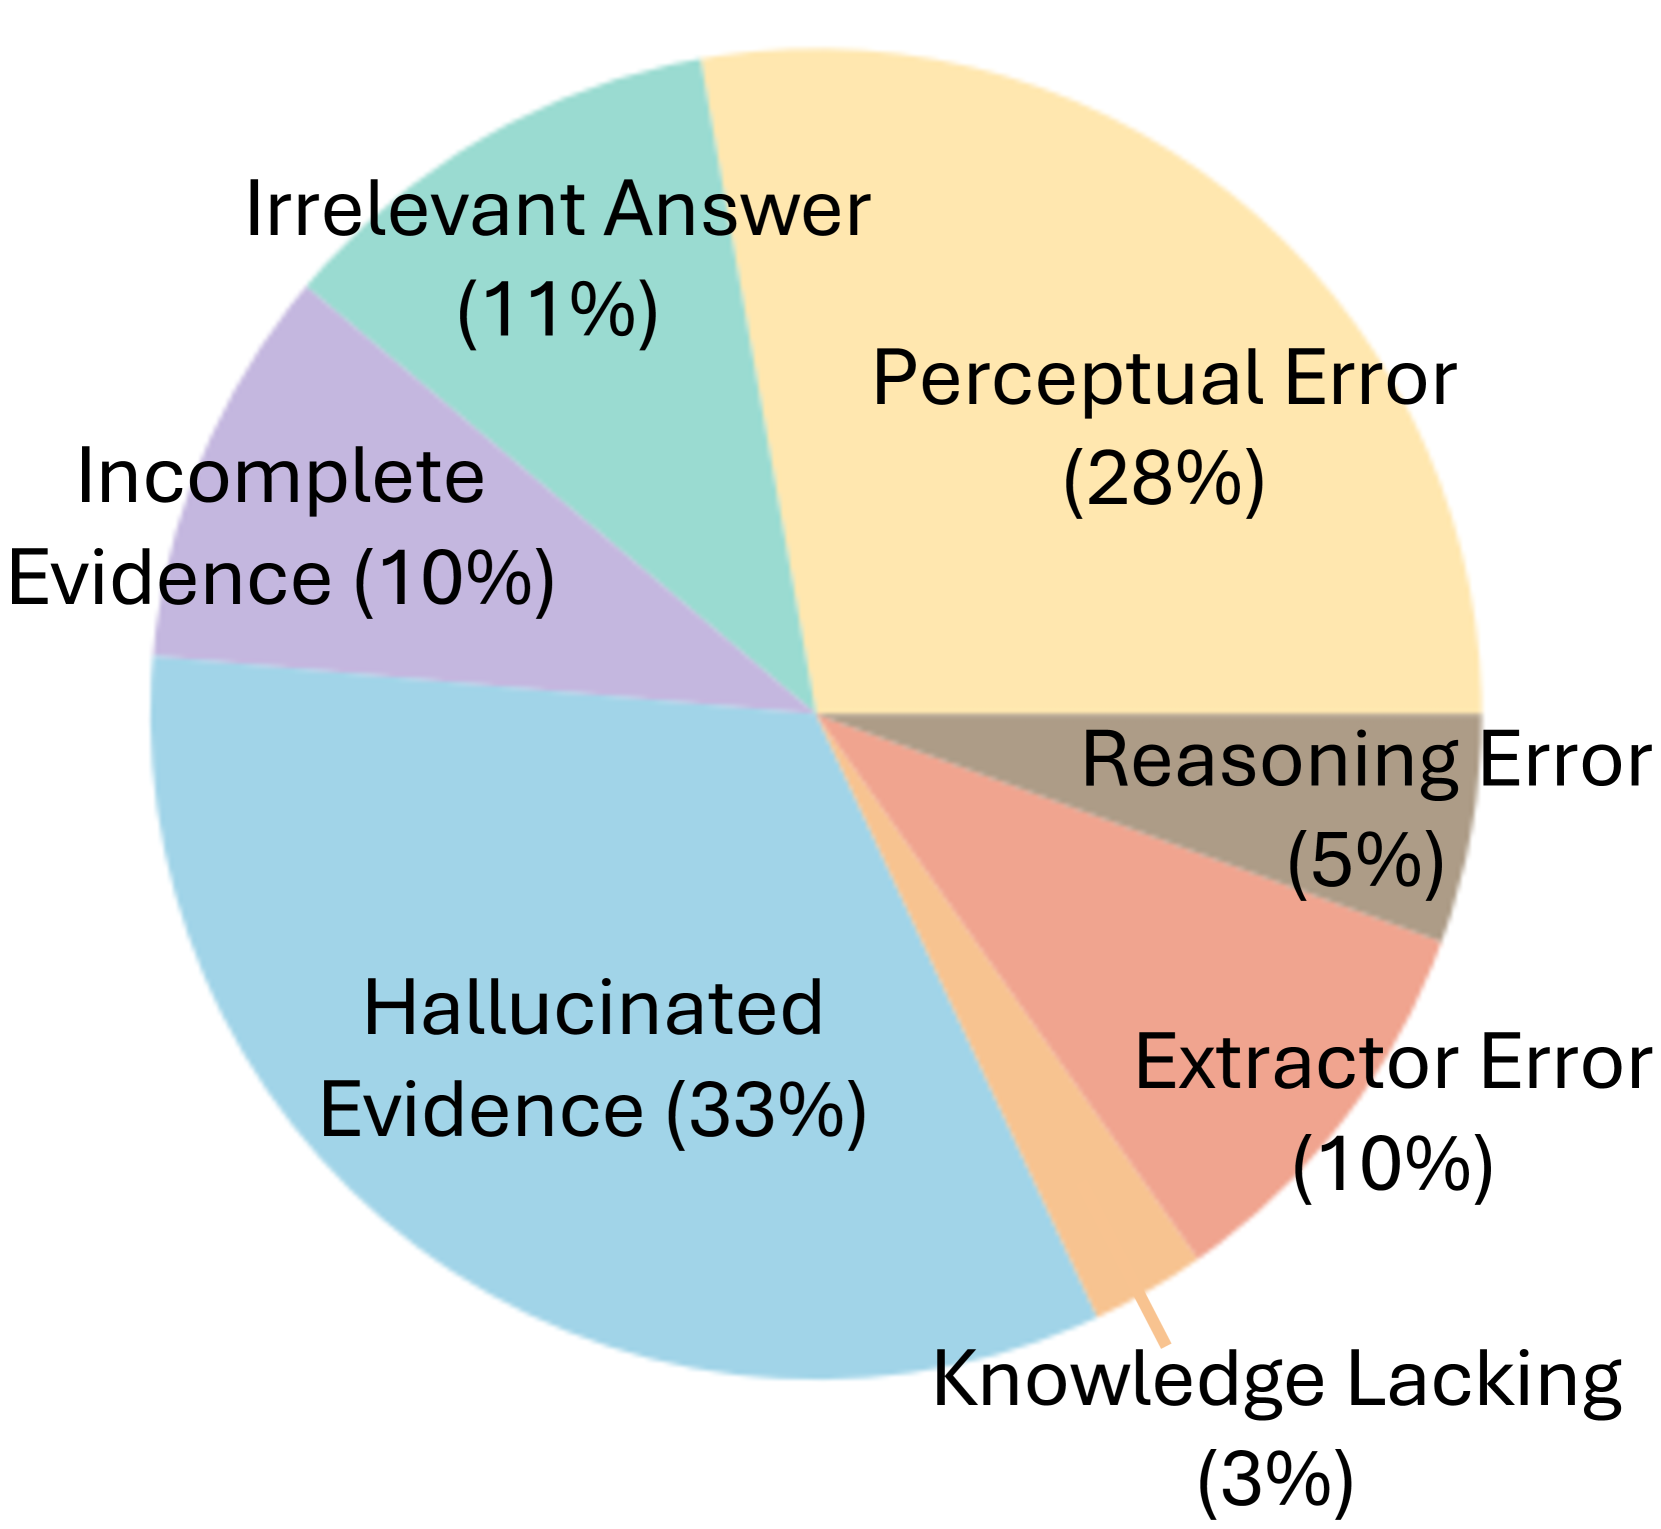 Irrelevant Answer
(11%)
Perceptual Error
(28%)
Incomplete
Evidence (10%)
Reasoning Error
(5%)
Hallucinated
Evidence (33%)
Extractor Error
(10%)
Knowledge Lacking
(3%)